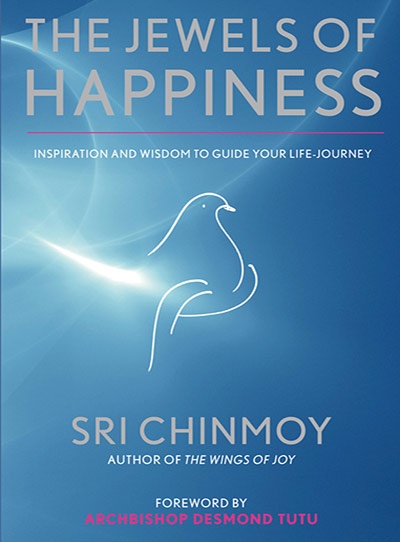 THE JEWELS OF
HAPPINESS
INSPIRATION AND WISDOM TO GUIDE YOUR LIFE-JOURNEY
SRI CHINMOY
AUTHOR OF THE WINGS OF JOY
FOREWORD BY
ARCHBISHOP DESMOND TUTU